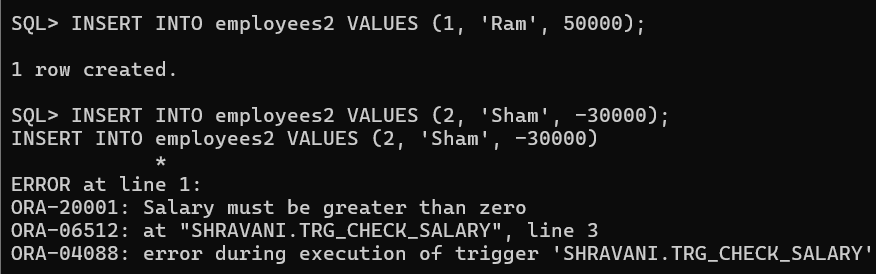 SQL> INSERT INTO employees2 VALUES (1, 'Ram', 50000);
1 row created.
SQL> INSERT INTO employees2 VALUES (2, 'Sham', -30000);
INSERT INTO employees2 VALUES (2, 'Sham', -30000)
*
ERROR at line 1:
ORA-20001: Salary must be greater than zero
ORA-06512: at "SHRAVANI.TRG_CHECK_SALARY", line 3
ORA-04088: error during execution of trigger 'SHRAVANI.TRG_CHECK_SALARY'